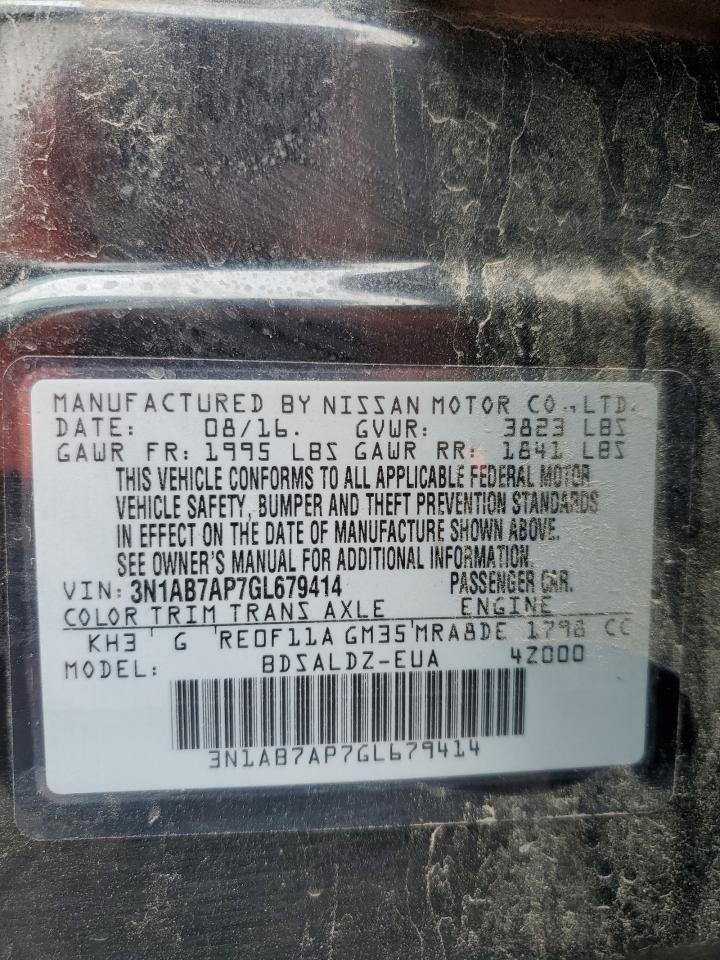 MANUFACTURED BY NISSAN MOTOR CO.,LTD.
DATE: 08/16. GVWR: 3823 LBS
GAWR FR: 1995 LBS GAWR RR: 1841 LBS
THIS VEHICLE CONFORMS TO ALL APPLICABLE FEDERAL MOTOR
VEHICLE SAFETY, BUMPER AND THEFT PREVENTION STANDARDS
IN EFFECT ON THE DATE OF MANUFACTURE SHOWN ABOVE.
SEE OWNER'S MANUAL FOR ADDITIONAL INFORMATION.
VIN: 3N1AB7AP7GL679414 PASSENGER CAR.
COLOR TRIM TRANS AXLE ENGINE
KH3 G RE0F11A GM35 MRA8DE 1798 CC
MODEL: BDSALDZ-EUA 4Z000
3N1AB7AP7GL679414